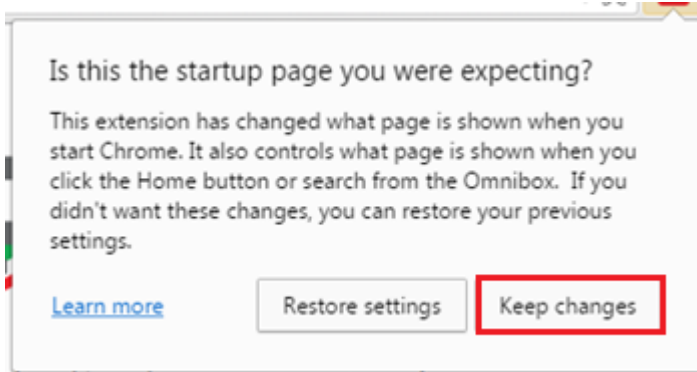 Is this the startup page you were expecting?
This extension has changed what page is shown when you
start Chrome. It also controls what page is shown when you
click the Home button or search from the Omnibox.  If you
didn't want these changes, you can restore your previous
settings.
Learn more
Restore settings
Keep changes